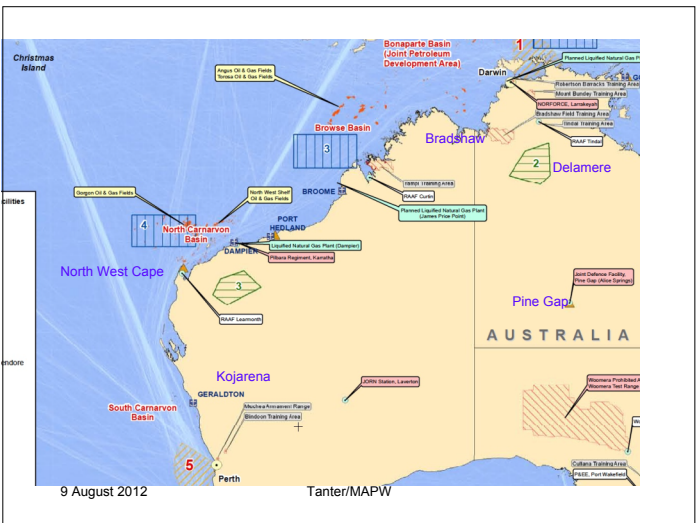 Christmas
Island
Bonaparte Basin
(Joint Petroleum
Development Area)
1
Planned Liquified Natural Gas P
Darwin
Robertson Barracks Training Area
Mount Bundey Training Area
NORFORCE, Larrakeyah
Bradshaw Field Training Area
Tindal Training Area
RAAF Tindal
Angus Oil & Gas Fields
Torosa Oil & Gas Fields
Browse Basin
Bradshaw
3
2
Delamere
Yampi Training Area
RAAF Curtin
BROOME
Planned Liquified Natural Gas Plant
(James Price Point)
cilities
Gorgon Oil & Gas Fields
North West Shelf
Oil & Gas Fields
4
North Carnarvon
Basin
PORT
HEDLAND
DAMPIER
Liquified Natural Gas Plant (Dampier)
Pilbara Regiment, Karratha
North West Cape
3
RAAF Learmonth
Joint Defence Facility,
Pine Gap (Alice Springs)
Pine Gap
AUSTRALIA
endore
Kojarena
JORN Station, Laverton
Woomera Prohibited A
Woomera Test Range
GERALDTON
South Carnarvon
Basin
Muchea Armament Range
Bindoon Training Area
Wo
5
Perth
Cultana Training Area
P&EE, Port Wakefield
9 August 2012
Tanter/MAPW